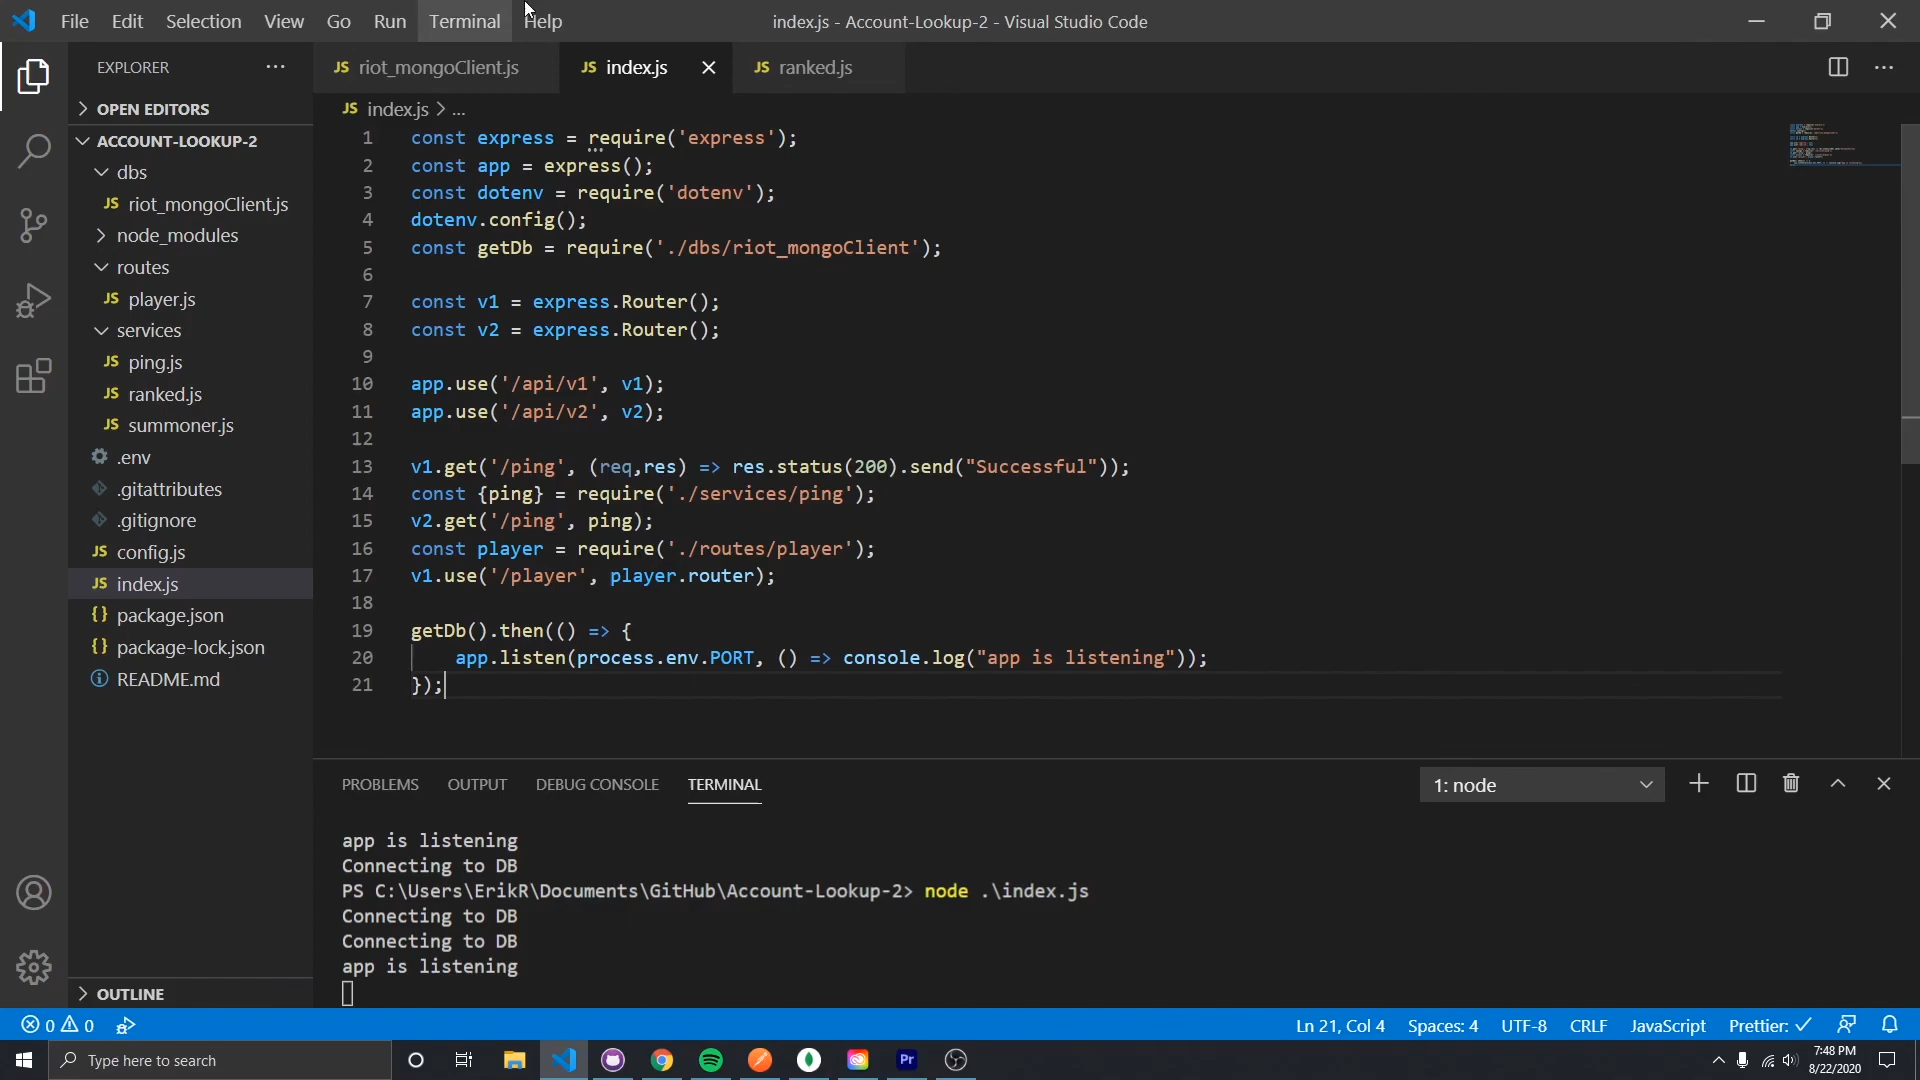 File Edit Selection View Go Run Terminal Help index.js - Account-Lookup-2 - Visual Studio Code
EXPLORER
JS riot_mongoClient.js JS index.js JS ranked.js
OPEN EDITORS
ACCOUNT-LOOKUP-2
dbs
JS riot_mongoClient.js
node_modules
routes
JS player.js
services
JS ping.js
JS ranked.js
JS summoner.js
.env
.gitattributes
.gitignore
JS config.js
JS index.js
{} package.json
{} package-lock.json
README.md
OUTLINE
JS index.js > ...
1 const express = require('express');
2 const app = express();
3 const dotenv = require('dotenv');
4 dotenv.config();
5 const getDb = require('./dbs/riot_mongoClient');
6
7 const v1 = express.Router();
8 const v2 = express.Router();
9
10 app.use('/api/v1', v1);
11 app.use('/api/v2', v2);
12
13 v1.get('/ping', (req,res) => res.status(200).send("Successful"));
14 const {ping} = require('./services/ping');
15 v2.get('/ping', ping);
16 const player = require('./routes/player');
17 v1.use('/player', player.router);
18
19 getDb().then(() => {
20 app.listen(process.env.PORT, () => console.log("app is listening"));
21 });
PROBLEMS OUTPUT DEBUG CONSOLE TERMINAL 1: node
app is listening
Connecting to DB
PS C:\Users\ErikR\Documents\GitHub\Account-Lookup-2> node .\index.js
Connecting to DB
Connecting to DB
app is listening
0 0 Ln 21, Col 4 Spaces: 4 UTF-8 CRLF JavaScript Prettier: ✓
Type here to search Pr 7:48 PM
8/22/2020